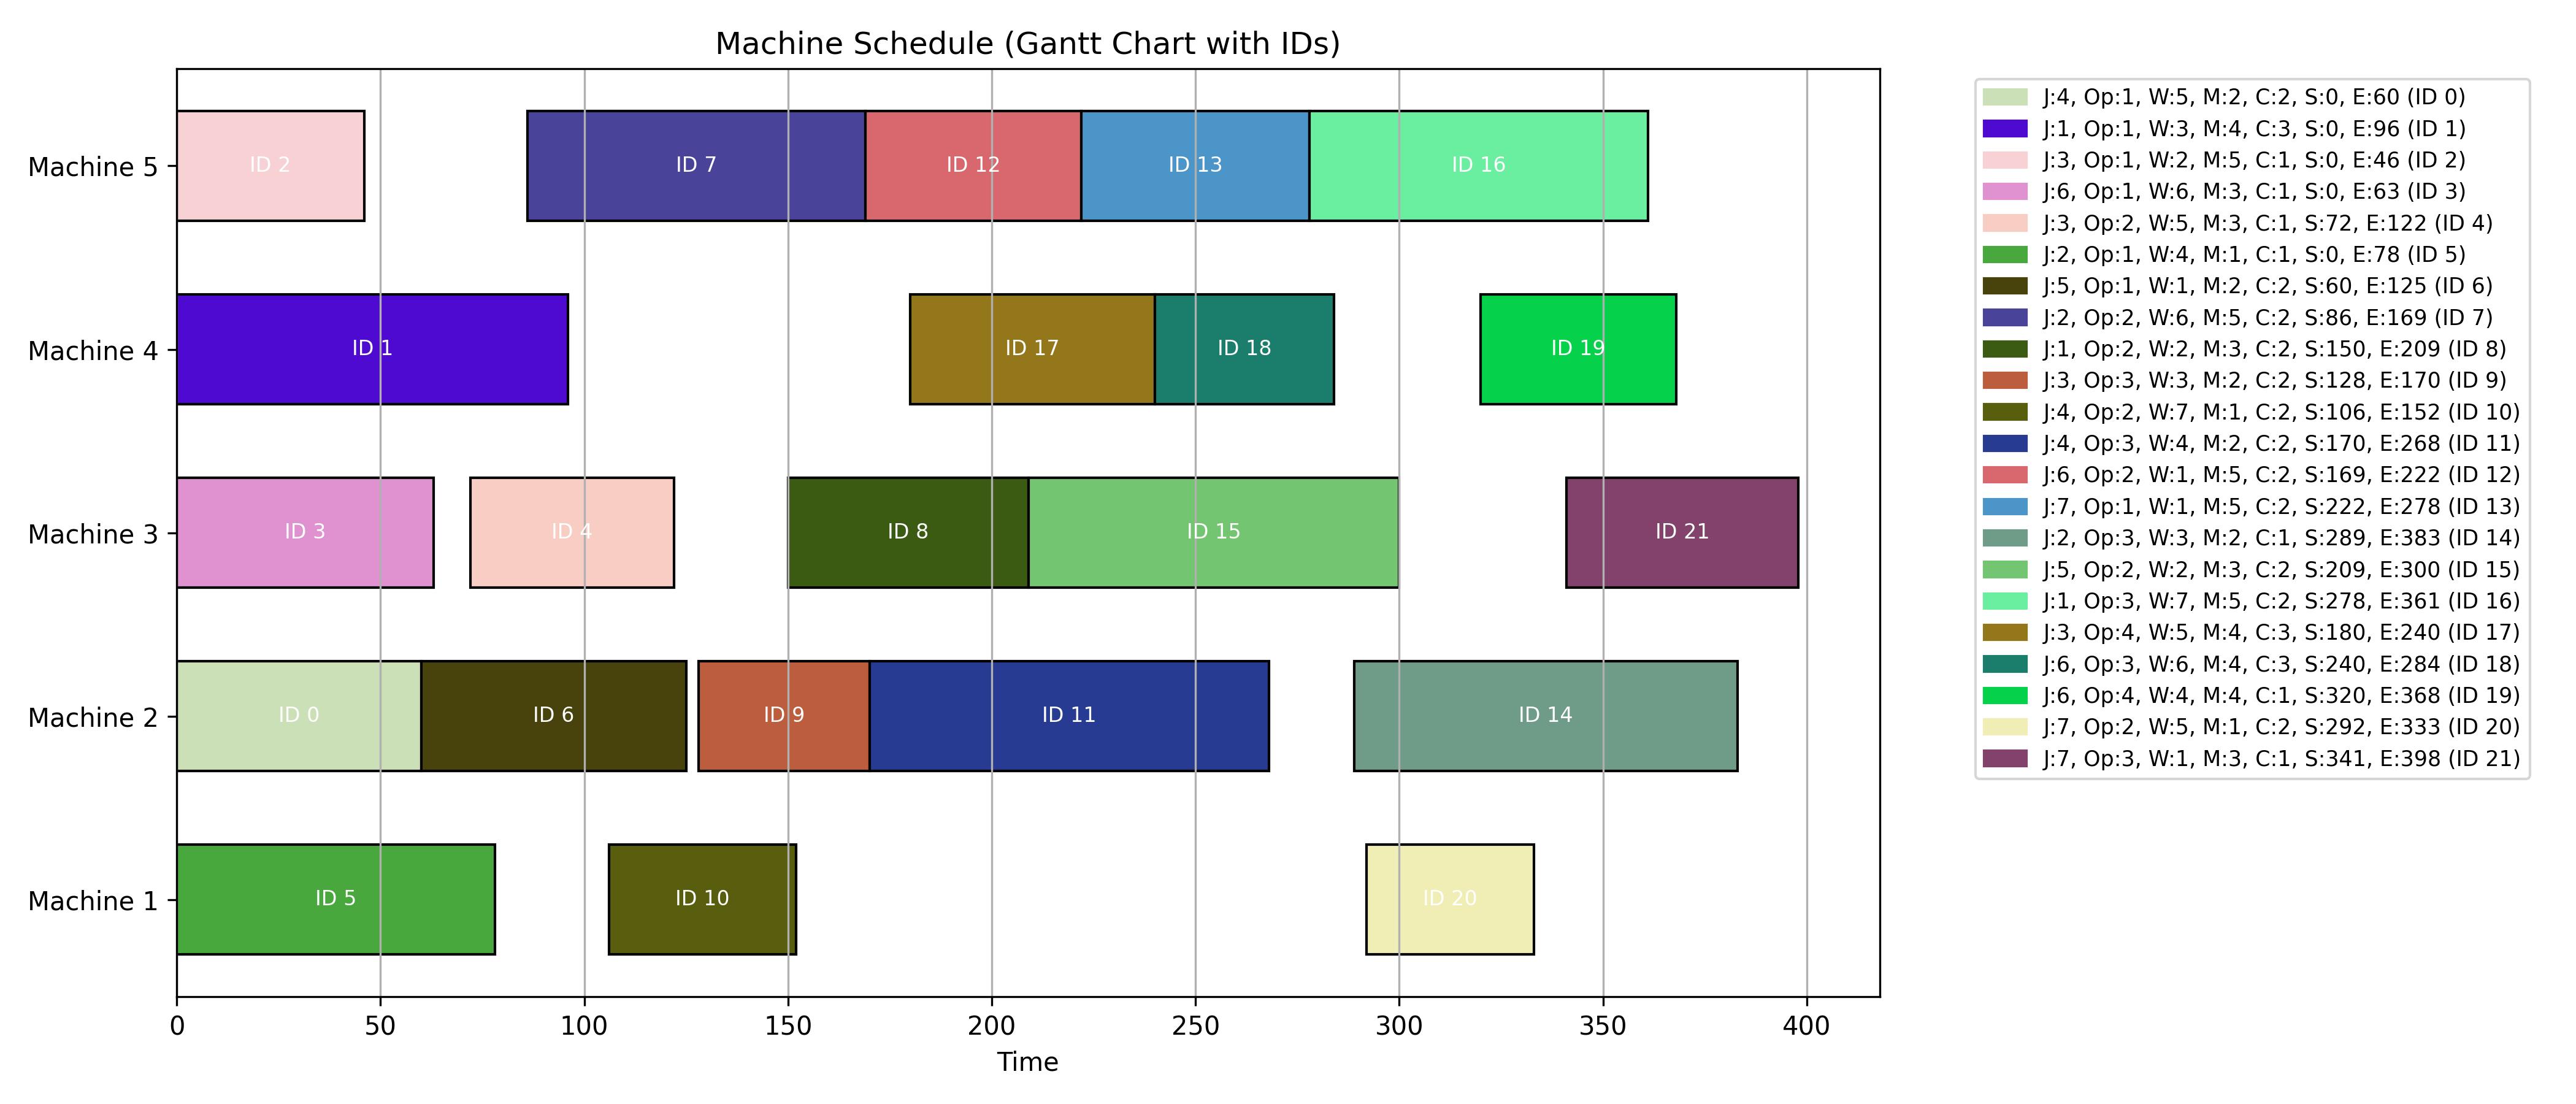 Machine Schedule (Gantt Chart with IDs)
Machine 5
ID 2
ID 7
ID 12
ID 13
ID 16
Machine 4
ID 1
ID 17
ID 18
ID 19
Machine 3
ID 3
ID 4
ID 8
ID 15
ID 21
Machine 2
ID 0
ID 6
ID 9
ID 11
ID 14
Machine 1
ID 5
ID 10
ID 20
0 50 100 150 200 250 300 350 400
Time
J:4, Op:1, W:5, M:2, C:2, S:0, E:60 (ID 0)
J:1, Op:1, W:3, M:4, C:3, S:0, E:96 (ID 1)
J:3, Op:1, W:2, M:5, C:1, S:0, E:46 (ID 2)
J:6, Op:1, W:6, M:3, C:1, S:0, E:63 (ID 3)
J:3, Op:2, W:5, M:3, C:1, S:72, E:122 (ID 4)
J:2, Op:1, W:4, M:1, C:1, S:0, E:78 (ID 5)
J:5, Op:1, W:1, M:2, C:2, S:60, E:125 (ID 6)
J:2, Op:2, W:6, M:5, C:2, S:86, E:169 (ID 7)
J:1, Op:2, W:2, M:3, C:2, S:150, E:209 (ID 8)
J:3, Op:3, W:3, M:2, C:2, S:128, E:170 (ID 9)
J:4, Op:2, W:7, M:1, C:2, S:106, E:152 (ID 10)
J:4, Op:3, W:4, M:2, C:2, S:170, E:268 (ID 11)
J:6, Op:2, W:1, M:5, C:2, S:169, E:222 (ID 12)
J:7, Op:1, W:1, M:5, C:2, S:222, E:278 (ID 13)
J:2, Op:3, W:3, M:2, C:1, S:289, E:383 (ID 14)
J:5, Op:2, W:2, M:3, C:2, S:209, E:300 (ID 15)
J:1, Op:3, W:7, M:5, C:2, S:278, E:361 (ID 16)
J:3, Op:4, W:5, M:4, C:3, S:180, E:240 (ID 17)
J:6, Op:3, W:6, M:4, C:3, S:240, E:284 (ID 18)
J:6, Op:4, W:4, M:4, C:1, S:320, E:368 (ID 19)
J:7, Op:2, W:5, M:1, C:2, S:292, E:333 (ID 20)
J:7, Op:3, W:1, M:3, C:1, S:341, E:398 (ID 21)